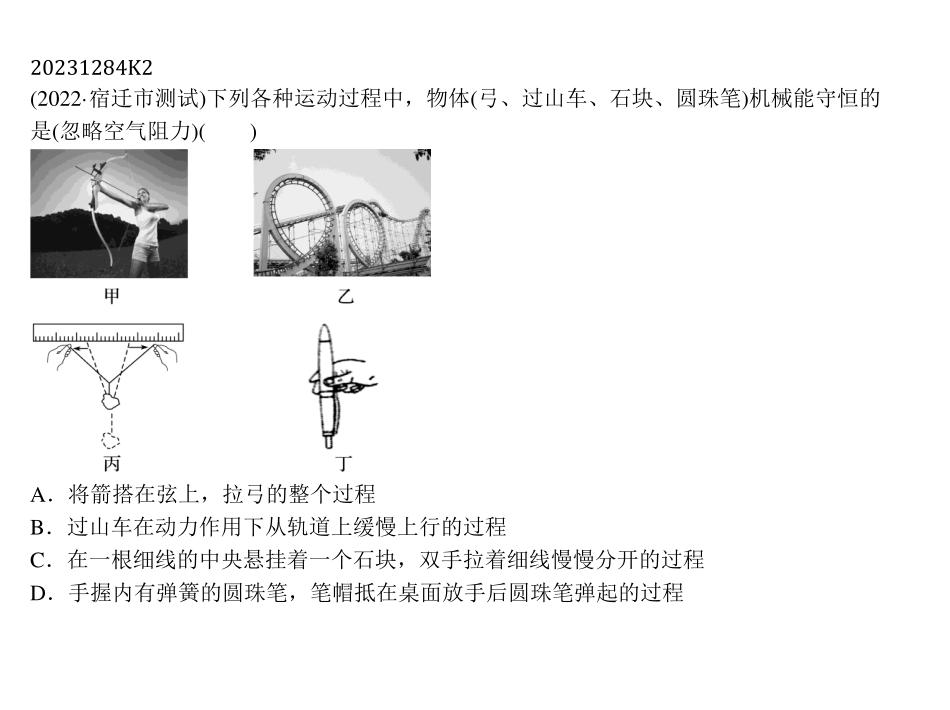 20231284K2
(2022·宿迁市测试)下列各种运动过程中，物体(弓、过山车、石块、圆珠笔)机械能守恒的
是(忽略空气阻力)(　　)
甲　乙
丙　丁
A．将箭搭在弦上，拉弓的整个过程
B．过山车在动力作用下从轨道上缓慢上行的过程
C．在一根细线的中央悬挂着一个石块，双手拉着细线慢慢分开的过程
D．手握内有弹簧的圆珠笔，笔帽抵在桌面放手后圆珠笔弹起的过程